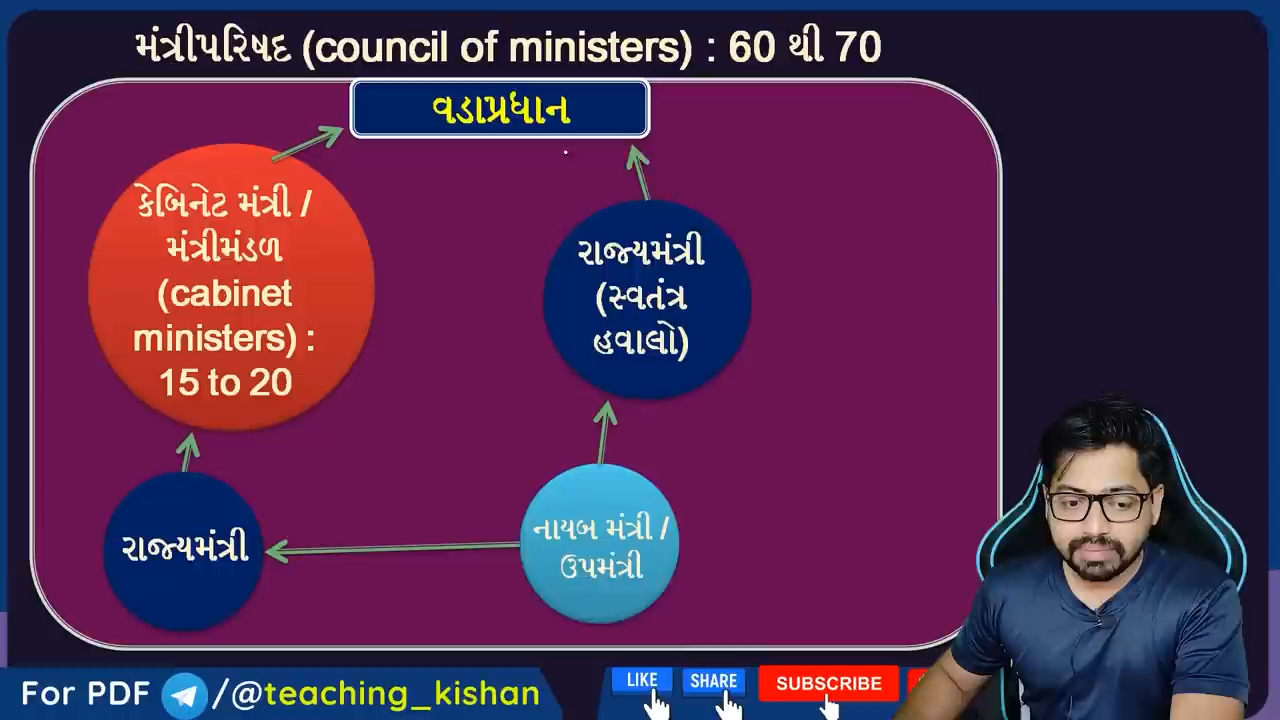 મંત્રીપરિષદ (council of ministers) : 60 થી 70
વડાપ્રધાન
કેબિનેટ મંત્રી /
મંત્રીમંડળ
(cabinet
ministers) :
15 to 20
રાજ્યમંત્રી
(સ્વતંત્ર
હવાલો)
રાજ્યમંત્રી
નાયબ મંત્રી /
ઉપમંત્રી
For PDF /@teaching_kishan
LIKE
SHARE
SUBSCRIBE